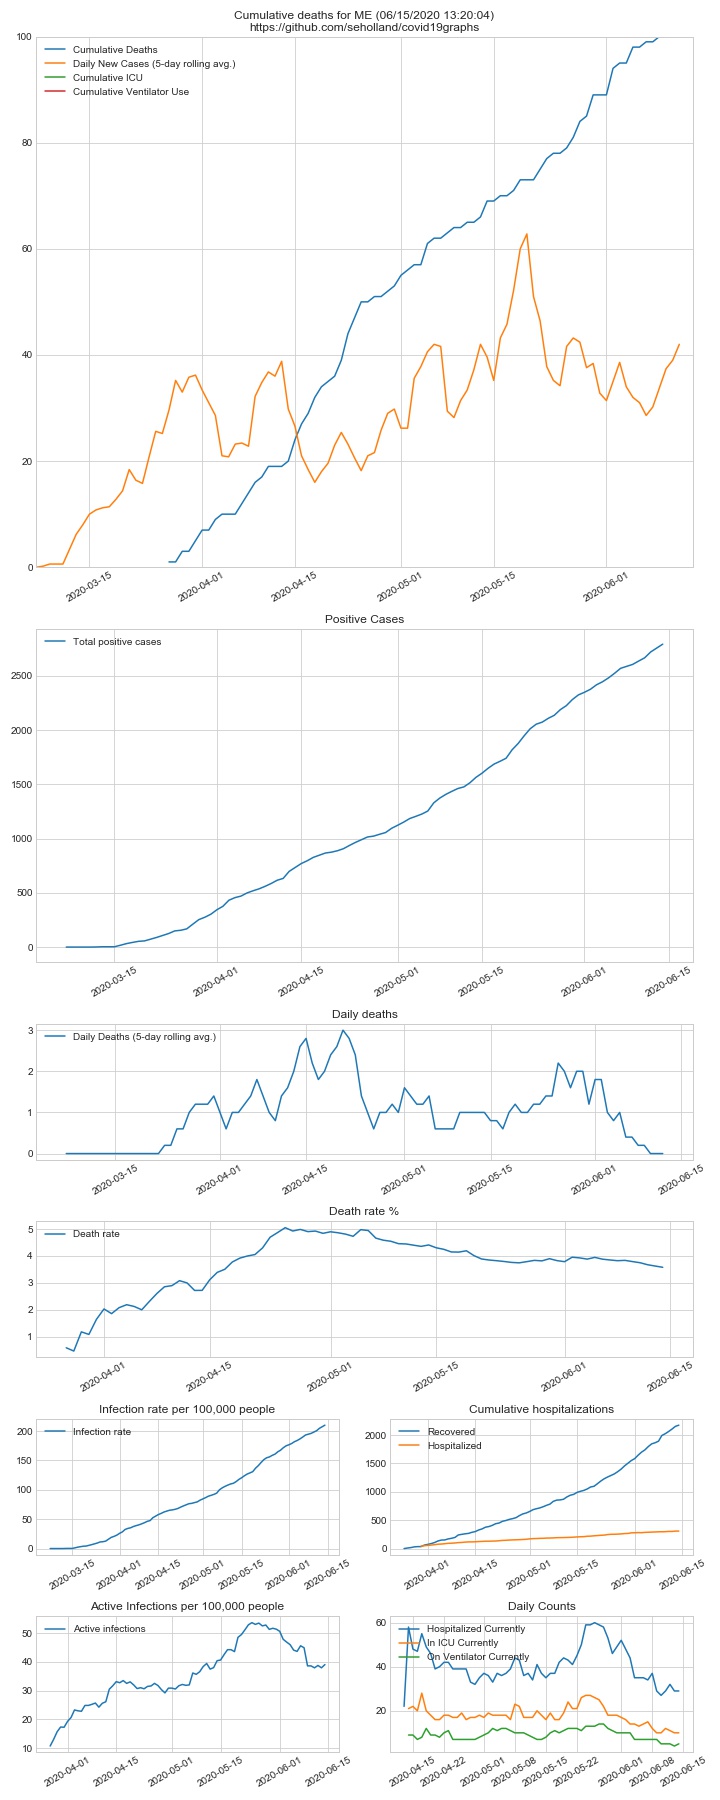 Cumulative deaths for ME (06/15/2020 13:20:04)
https://github.com/seholland/covid19graphs
100
80
60
40
20
0
Cumulative Deaths
Daily New Cases (5-day rolling avg.)
Cumulative ICU
Cumulative Ventilator Use
2020-03-15 2020-04-01 2020-04-15 2020-05-01 2020-05-15 2020-06-01
Positive Cases
Total positive cases
2500
2000
1500
1000
500
0
2020-03-15 2020-04-01 2020-04-15 2020-05-01 2020-05-15 2020-06-01 2020-06-15
Daily deaths
Daily Deaths (5-day rolling avg.)
3
2
1
0
2020-03-15 2020-04-01 2020-04-15 2020-05-01 2020-05-15 2020-06-01 2020-06-15
Death rate %
Death rate
5
4
3
2
1
2020-04-01 2020-04-15 2020-05-01 2020-05-15 2020-06-01 2020-06-15
Infection rate per 100,000 people
Infection rate
200
150
100
50
0
2020-03-15 2020-04-01 2020-04-15 2020-05-01 2020-05-15 2020-06-01 2020-06-15
Cumulative hospitalizations
Recovered
Hospitalized
2000
1500
1000
500
0
2020-04-01 2020-04-15 2020-05-01 2020-05-15 2020-06-01 2020-06-15
Active Infections per 100,000 people
Active infections
50
40
30
20
10
2020-04-01 2020-04-15 2020-05-01 2020-05-15 2020-06-01 2020-06-15
Daily Counts
Hospitalized Currently
In ICU Currently
On Ventilator Currently
60
40
20
2020-04-15 2020-04-22 2020-05-01 2020-05-08 2020-05-15 2020-05-22 2020-06-01 2020-06-08 2020-06-15